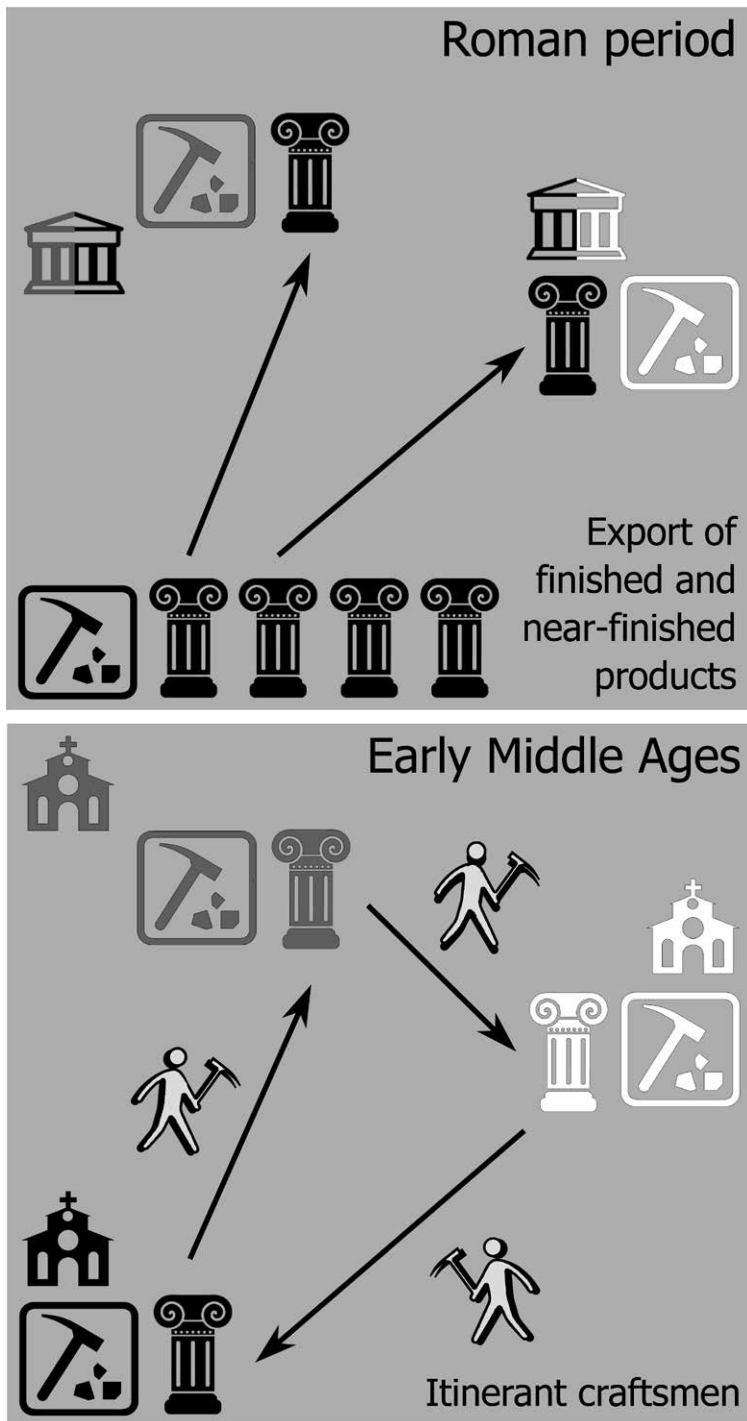 Roman period
Export of
finished and
near-finished
products
Early Middle Ages
Itinerant craftsmen